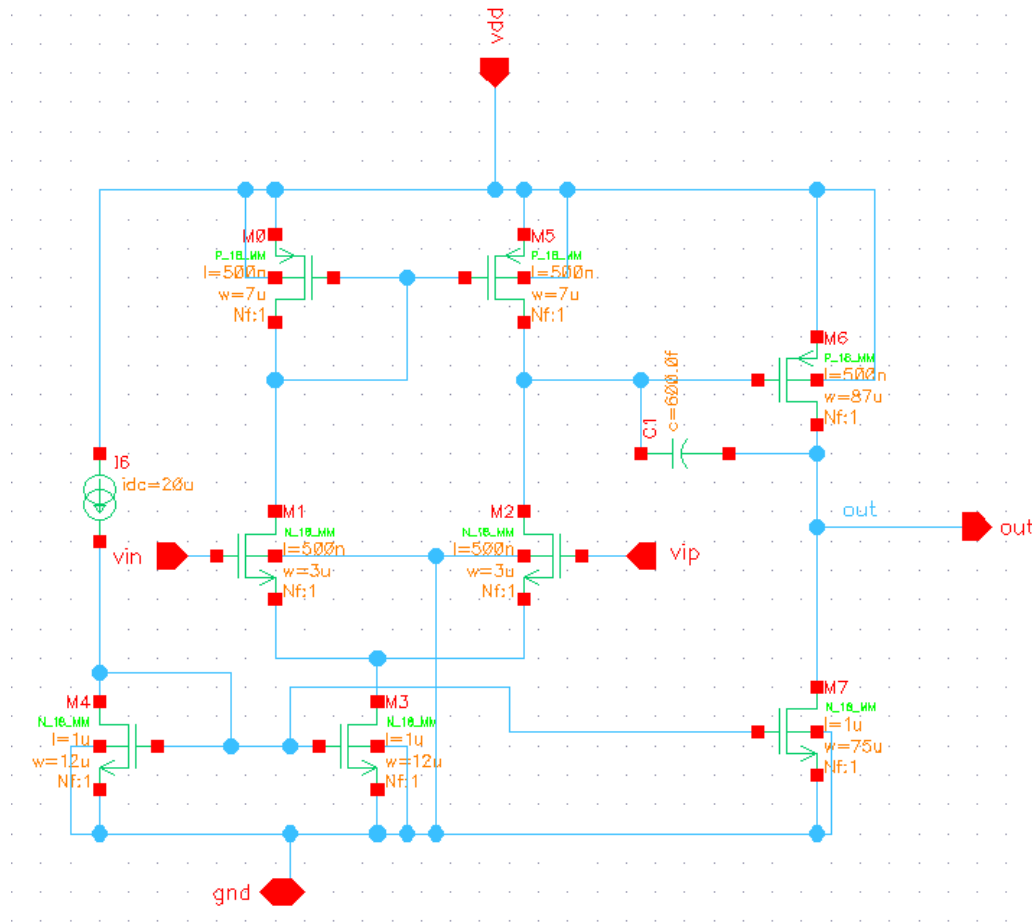 vdd
M0
P_18_MM
l=500n
w=7u
Nf:1
M5
P_18_MM
l=500n
w=7u
Nf:1
M6
P_18_MM
l=500n
w=87u
Nf:1
C1
c=600.0f
I6
idc=20u
out
out
vin
M1
N_18_MM
l=500n
w=3u
Nf:1
M2
N_18_MM
l=500n
w=3u
Nf:1
vip
M4
N_18_MM
l=1u
w=12u
Nf:1
M3
N_18_MM
l=1u
w=12u
Nf:1
M7
N_18_MM
l=1u
w=75u
Nf:1
gnd